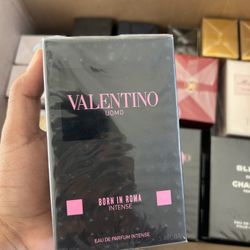 VALENTINO
UOMO
BORN IN ROMA
INTENSE
EAU DE PARFUM INTENSE